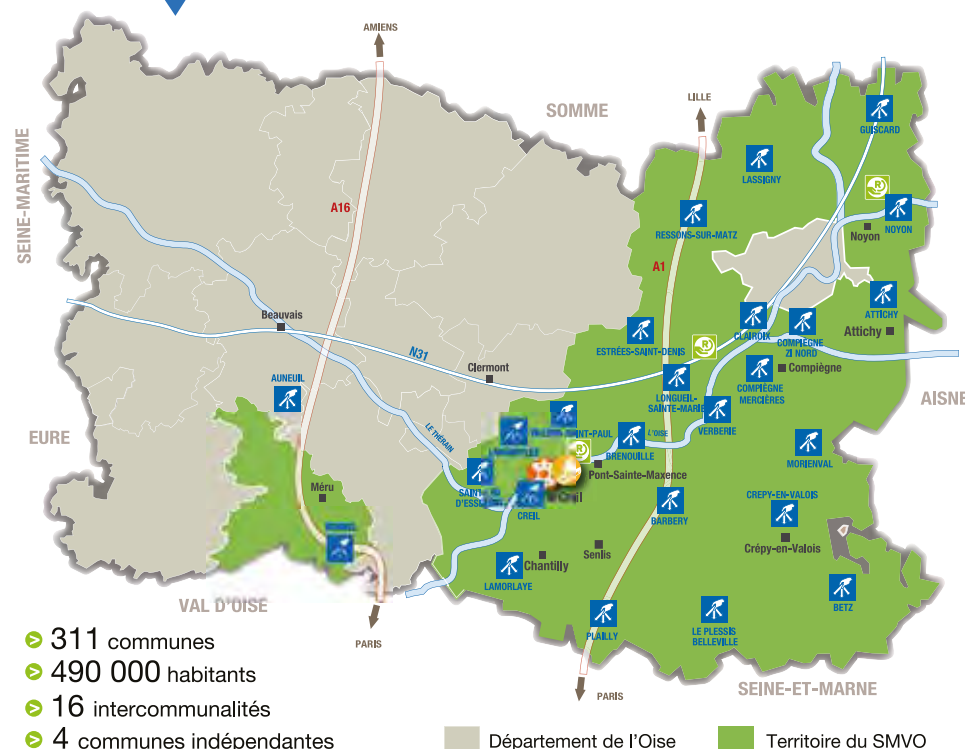 AMIENS
SOMME
LILLE
GUISCARD
LASSIGNY
SEINE-MARITIME
A16
NOYON
RESSONS-SUR-MATZ
Noyon
A1
ATTICHY
Beauvais
CLAIROIX
COMPIÈGNE
ZI NORD
Attichy
ESTRÉES-SAINT-DENIS
N31
Clermont
Compiègne
AUNEUIL
COMPIÈGNE
MERCIÈRES
LONGUEIL-
SAINTE-MARIE
AISNE
VERBERIE
EURE
LE THÉRAIN
SAINT-PAUL
L'OISE
BRENOUILLE
MORIENVAL
Pont-Sainte-Maxence
SAINT-
D'ESS
Méru
CREIL
Creil
BARBERY
CREPY-EN-VALOIS
Crépy-en-Valois
Senlis
Chantilly
LAMORLAYE
BETZ
VAL D'OISE
PLAILLY
LE PLESSIS
BELLEVILLE
PARIS
SEINE-ET-MARNE
PARIS
311 communes
490 000 habitants
16 intercommunalités
4 communes indépendantes
Département de l'Oise
Territoire du SMVO
R
R
R